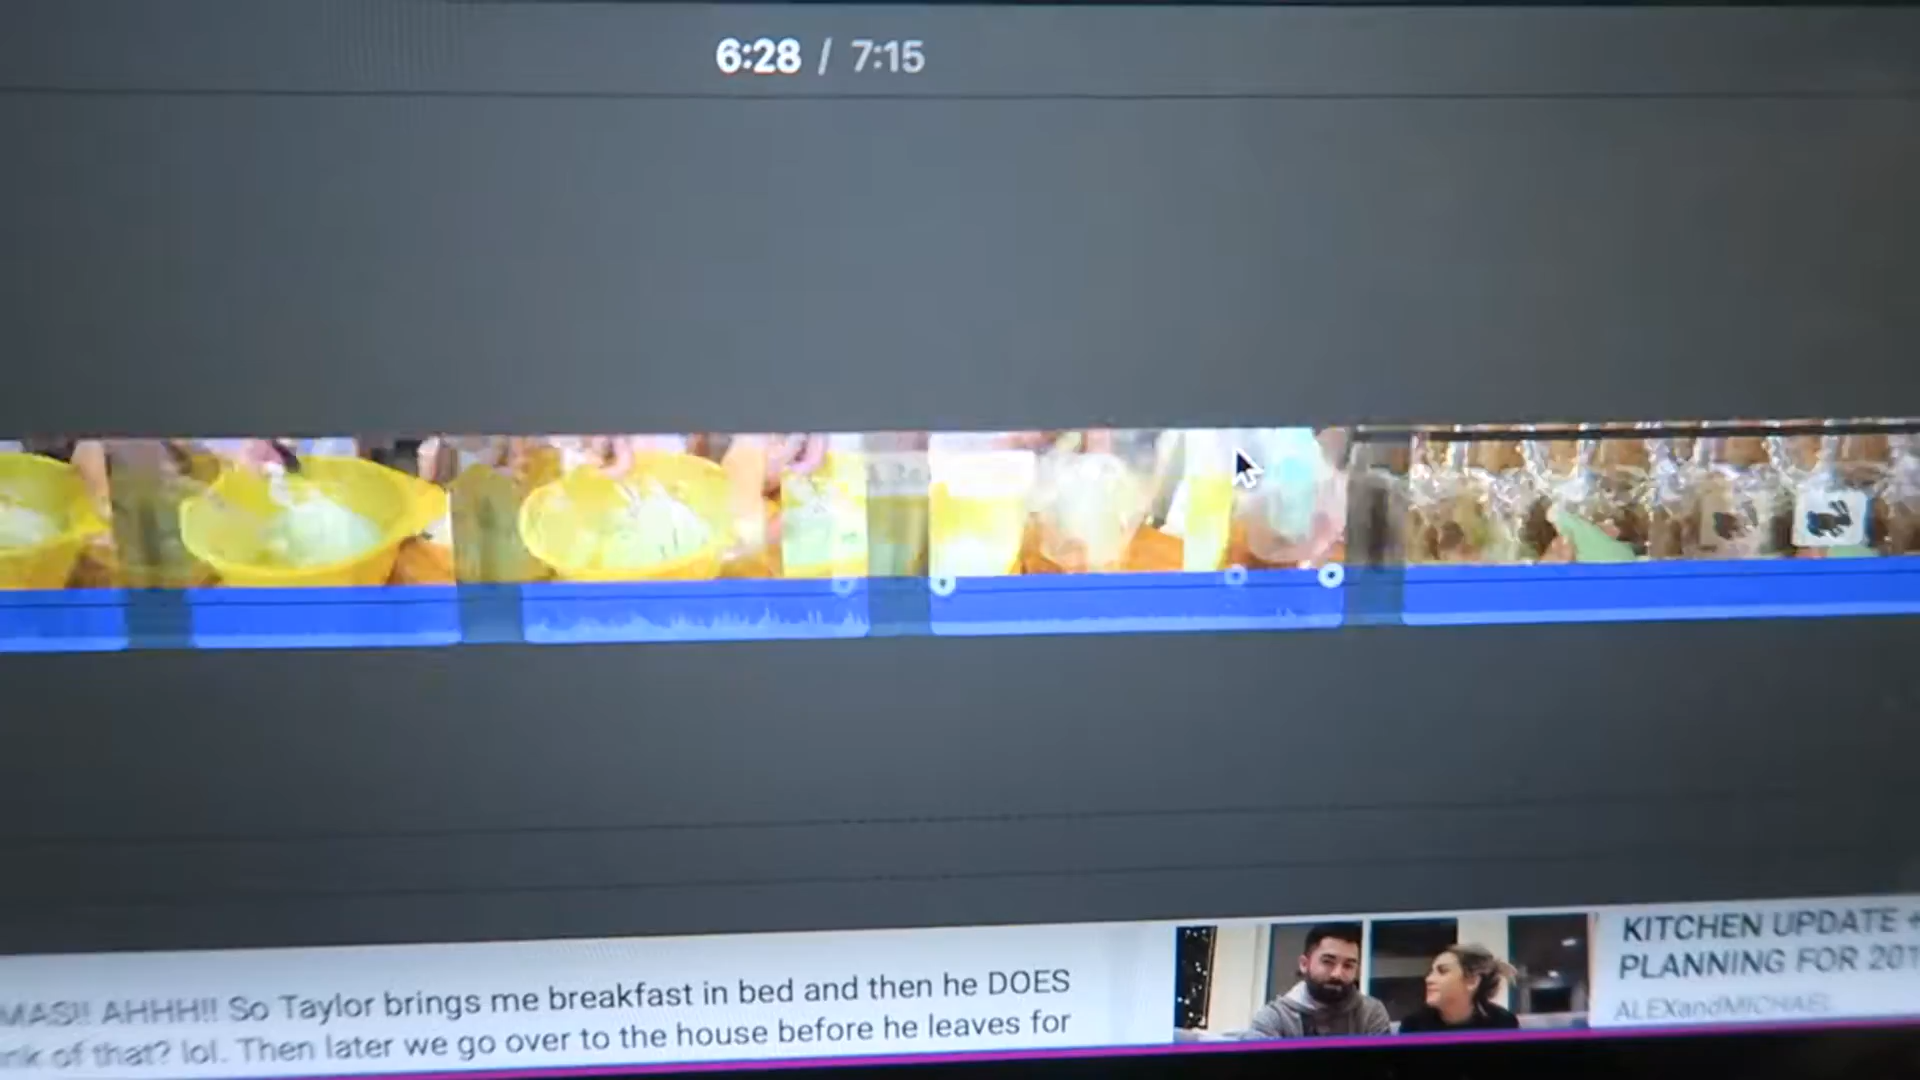 6:28 / 7:15
MAS!! AHHH!! So Taylor brings me breakfast in bed and then he DOES
of that? lol. Then later we go over to the house before he leaves for
KITCHEN UPDATE +
PLANNING FOR 201
ALEXandMICHAEL